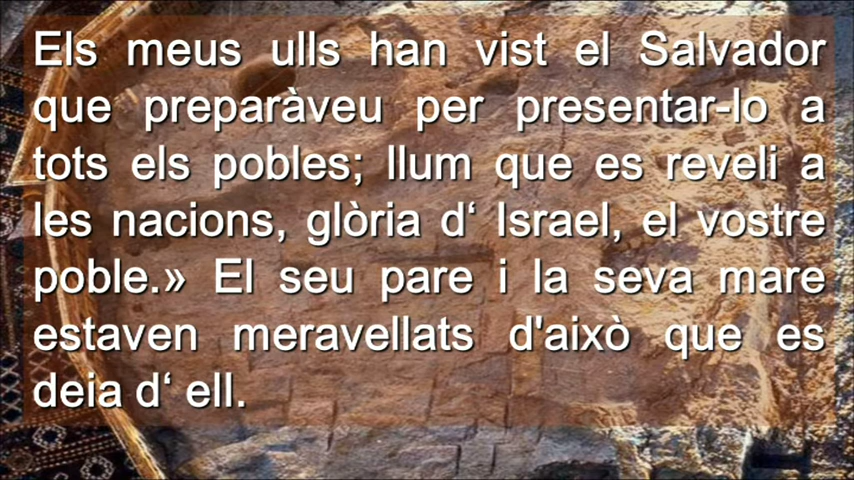 Els meus ulls han vist el Salvador
que preparàveu per presentar-lo a
tots els pobles; llum que es reveli a
les nacions, glòria d‘ Israel, el vostre
poble.» El seu pare i la seva mare
estaven meravellats d'això que es
deia d‘ ell.